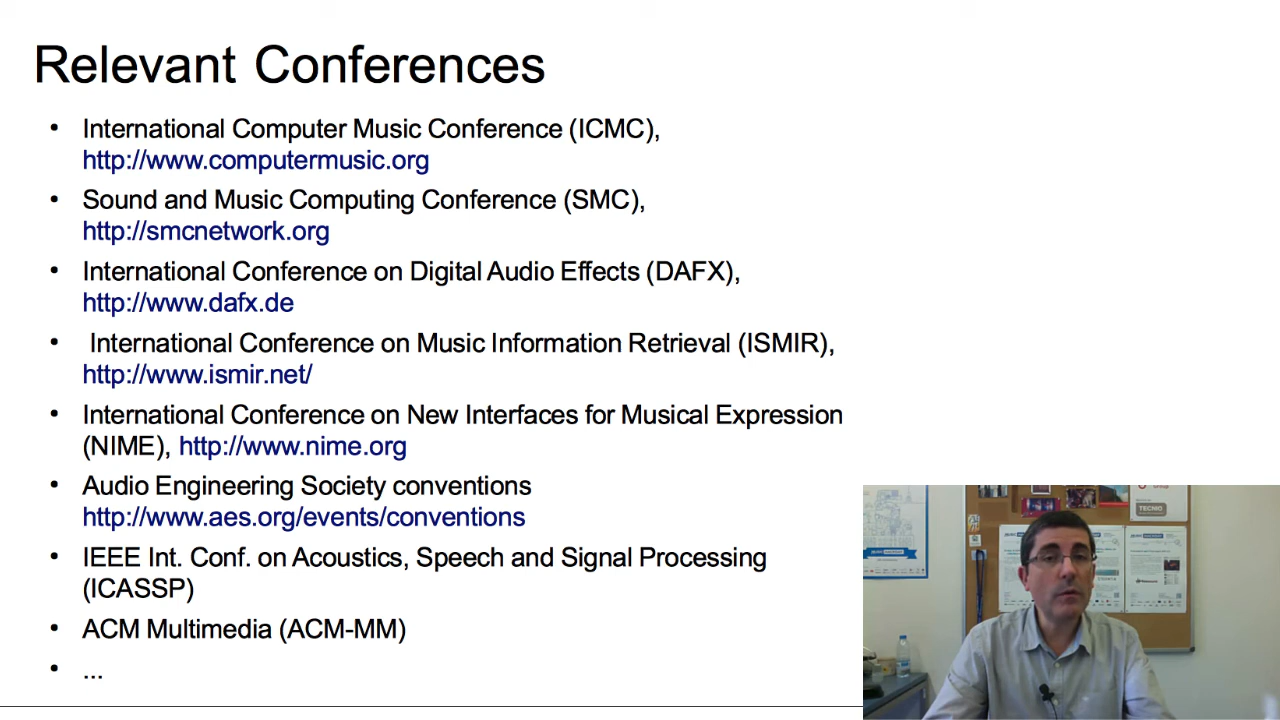 Relevant Conferences
• International Computer Music Conference (ICMC),
http://www.computermusic.org
• Sound and Music Computing Conference (SMC),
http://smcnetwork.org
• International Conference on Digital Audio Effects (DAFX),
http://www.dafx.de
• International Conference on Music Information Retrieval (ISMIR),
http://www.ismir.net/
• International Conference on New Interfaces for Musical Expression
(NIME), http://www.nime.org
• Audio Engineering Society conventions
http://www.aes.org/events/conventions
• IEEE Int. Conf. on Acoustics, Speech and Signal Processing
(ICASSP)
• ACM Multimedia (ACM-MM)
• ...
TECNIO